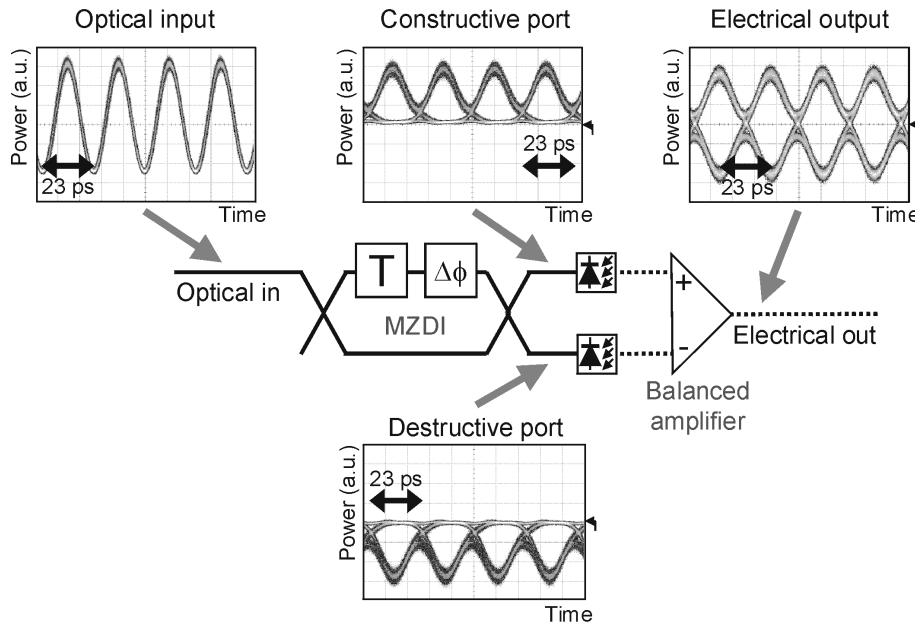 Optical input
Constructive port
Electrical output
Power (a.u.)
23 ps
Time
Power (a.u.)
23 ps
Time
Power (a.u.)
23 ps
Time
Optical in
T
Δϕ
MZDI
+
-
Electrical out
Balanced
amplifier
Destructive port
Power (a.u.)
23 ps
Time